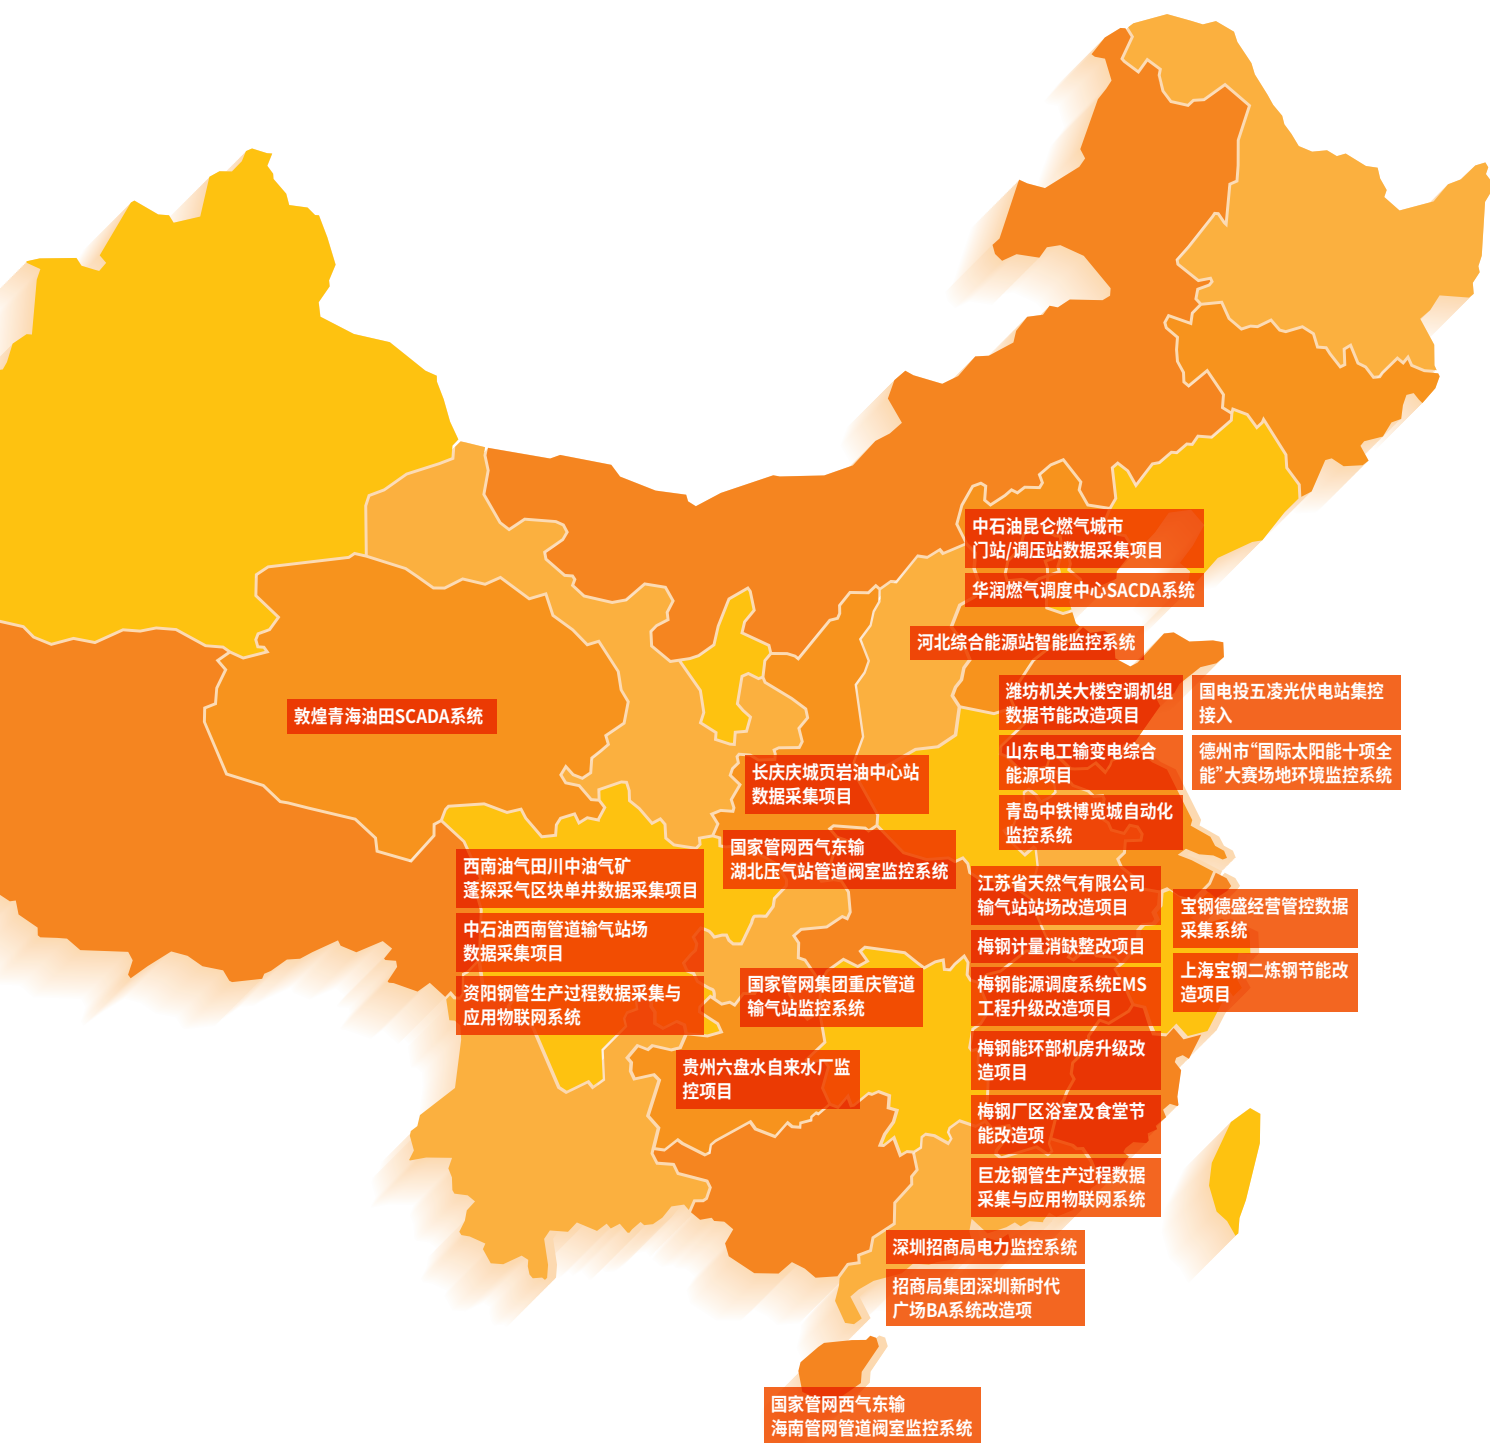 中石油昆仑燃气城市
门站/调压站数据采集项目
华润燃气调度中心SACDA系统
河北综合能源站智能监控系统
潍坊机关大楼空调机组
数据节能改造项目
国电投五凌光伏电站集控
接入
山东电工输变电综合
能源项目
德州市“国际太阳能十项全
能”大赛场地环境监控系统
青岛中铁博览城自动化
监控系统
敦煌青海油田SCADA系统
长庆庆城页岩油中心站
数据采集项目
国家管网西气东输
湖北压气站管道阀室监控系统
西南油气田川中油气矿
蓬探采气区块单井数据采集项目
中石油西南管道输气站场
数据采集项目
资阳钢管生产过程数据采集与
应用物联网系统
国家管网集团重庆管道
输气站监控系统
贵州六盘水自来水厂监
控项目
江苏省天然气有限公司
输气站站场改造项目
梅钢计量消缺整改项目
梅钢能源调度系统EMS
工程升级改造项目
梅钢能环部机房升级改
造项目
梅钢厂区浴室及食堂节
能改造项
巨龙钢管生产过程数据
采集与应用物联网系统
宝钢德盛经营管控数据
采集系统
上海宝钢二炼钢节能改
造项目
深圳招商局电力监控系统
招商局集团深圳新时代
广场BA系统改造项
国家管网西气东输
海南管网管道阀室监控系统